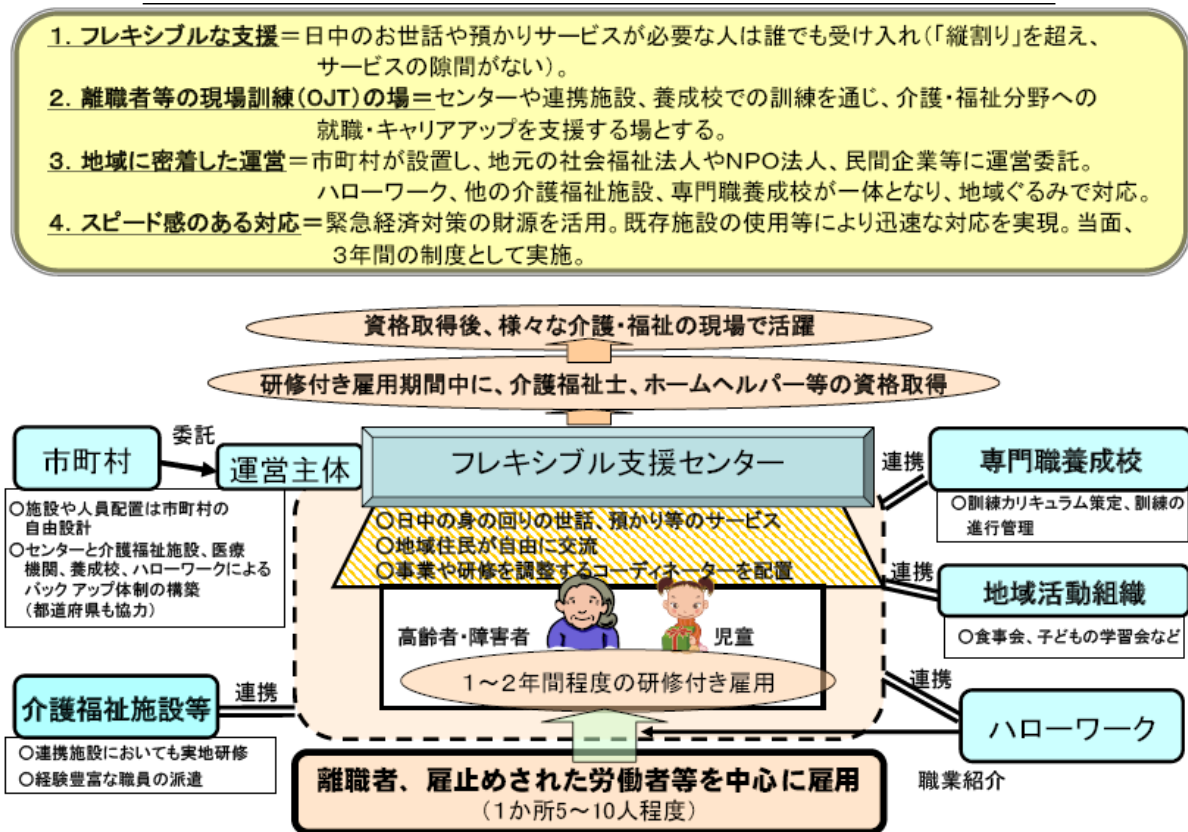 1. フレキシブルな支援＝日中のお世話や預かりサービスが必要な人は誰でも受け入れ(「縦割り」を超え、
サービスの隙間がない)。
2. 離職者等の現場訓練(OJT)の場＝センターや連携施設、養成校での訓練を通じ、介護・福祉分野への
就職・キャリアアップを支援する場とする。
3. 地域に密着した運営＝市町村が設置し、地元の社会福祉法人やNPO法人、民間企業等に運営委託。
ハローワーク、他の介護福祉施設、専門職養成校が一体となり、地域ぐるみで対応。
4. スピード感のある対応＝緊急経済対策の財源を活用。既存施設の使用等により迅速な対応を実現。当面、
3年間の制度として実施。
資格取得後、様々な介護・福祉の現場で活躍
研修付き雇用期間中に、介護福祉士、ホームヘルパー等の資格取得
市町村
委託
運営主体
フレキシブル支援センター
連携
専門職養成校
○施設や人員配置は市町村の
自由設計
○センターと介護福祉施設、医療
機関、養成校、ハローワークによる
バックアップ体制の構築
(都道府県も協力)
○日中の身の回りの世話、預かり等のサービス
○地域住民が自由に交流
○事業や研修を調整するコーディネーターを配置
○訓練カリキュラム策定、訓練の
進行管理
連携
地域活動組織
○食事会、子どもの学習会など
高齢者・障害者
児童
1～2年間程度の研修付き雇用
介護福祉施設等
連携
○連携施設においても実地研修
○経験豊富な職員の派遣
連携
ハローワーク
職業紹介
離職者、雇止めされた労働者等を中心に雇用
(1か所5～10人程度)